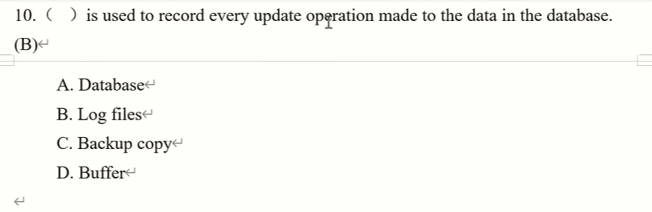 10. （　）is used to record every update operation made to the data in the database.
(B)↵
A. Database↵
B. Log files↵
C. Backup copy↵
D. Buffer↵
↵